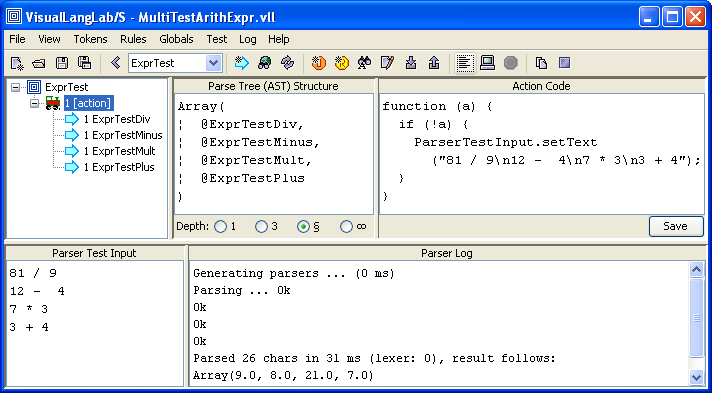 VisualLangLab/S - MultiTestArithExpr.vll
File View Tokens Rules Globals Test Log Help
ExprTest
ExprTest
1 [action]
1 ExprTestDiv
1 ExprTestMinus
1 ExprTestMult
1 ExprTestPlus
Parse Tree (AST) Structure
Array(
¦ @ExprTestDiv,
¦ @ExprTestMinus,
¦ @ExprTestMult,
¦ @ExprTestPlus
)
Depth: 1 3 § ∞
Action Code
function (a) {
if (!a) {
ParserTestInput.setText
("81 / 9\n12 -  4\n7 * 3\n3 + 4");
}
}
Save
Parser Test Input
81 / 9
12 -  4
7 * 3
3 + 4
Parser Log
Generating parsers ... (0 ms)
Parsing ... Ok
Ok
Ok
Ok
Parsed 26 chars in 31 ms (lexer: 0), result follows:
Array(9.0, 8.0, 21.0, 7.0)